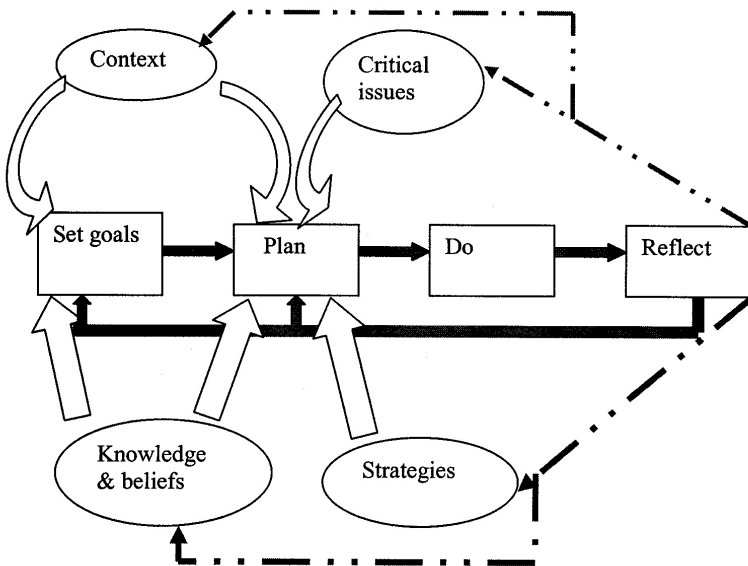 Context
Critical
issues
Set goals
Plan
Do
Reflect
Knowledge
& beliefs
Strategies